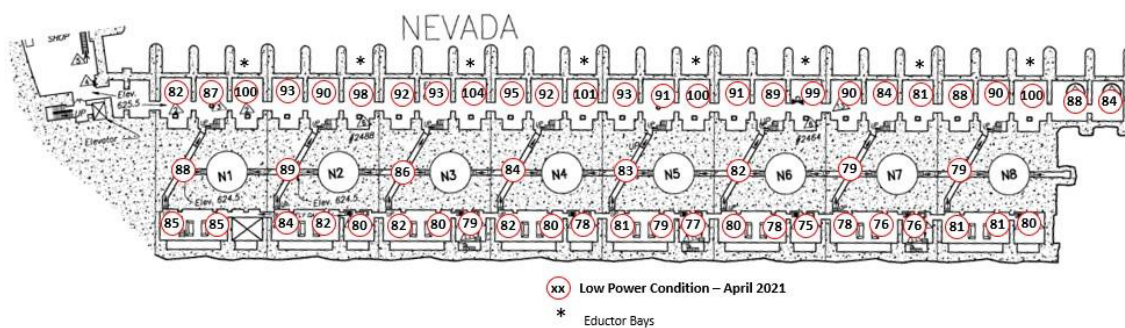 NEVADA
SHOP
* * * * * * * *
Elev.
625.5
UP
Elevator
82 87 100 93 90 98 92 93 104 95 92 101 93 91 100 91 89 99 90 84 81 88 90 100 88 84
#2488 #2464
88 N1 89 N2 86 N3 84 N4 83 N5 82 N6 79 N7 79 N8
Elev. 624.5 Elev. 624.5
85 85 84 82 80 82 80 79 82 80 78 81 79 77 80 78 75 78 76 76 81 81 80
xx Low Power Condition – April 2021
* Eductor Bays